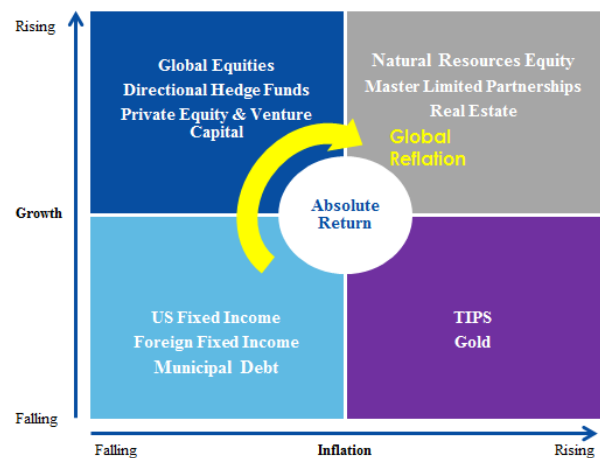 Rising
Global Equities
Directional Hedge Funds
Private Equity & Venture
Capital
Natural Resources Equity
Master Limited Partnerships
Real Estate
Global
Reflation
Growth
Absolute
Return
US Fixed Income
Foreign Fixed Income
Municipal Debt
TIPS
Gold
Falling
Falling
Inflation
Rising